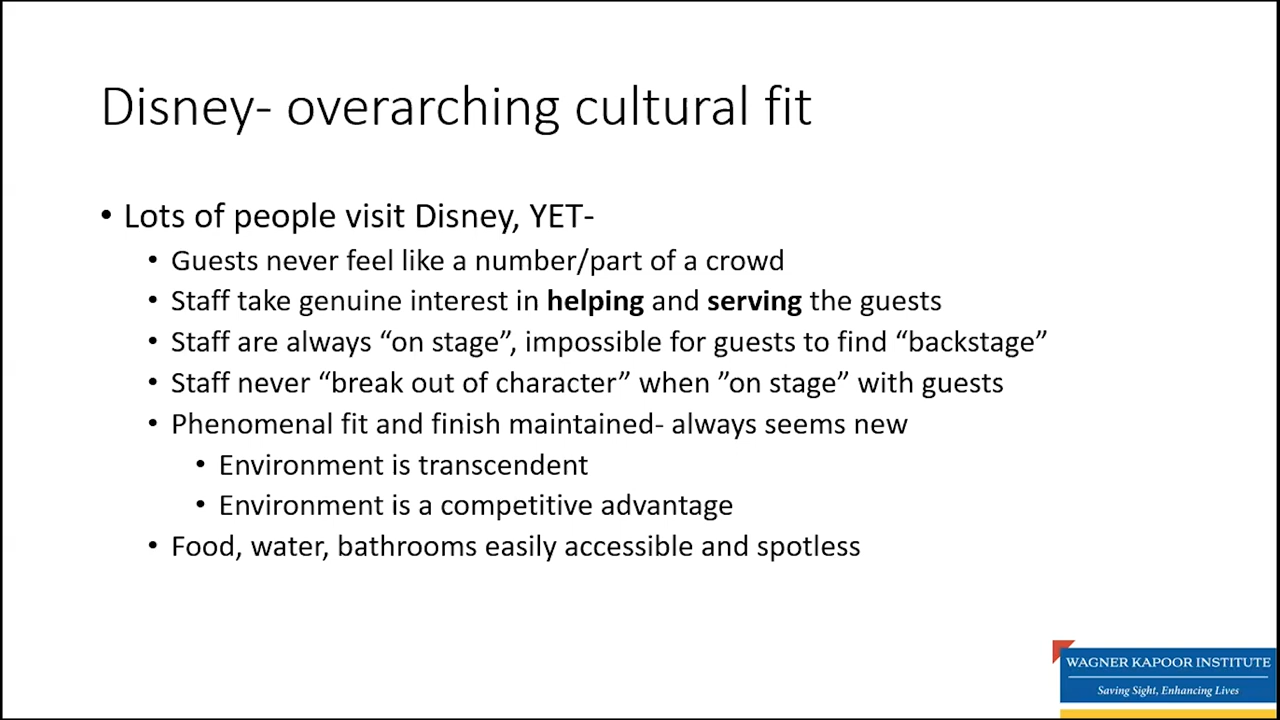 Disney- overarching cultural fit
• Lots of people visit Disney, YET-
• Guests never feel like a number/part of a crowd
• Staff take genuine interest in helping and serving the guests
• Staff are always “on stage”, impossible for guests to find “backstage”
• Staff never “break out of character” when ”on stage” with guests
• Phenomenal fit and finish maintained- always seems new
• Environment is transcendent
• Environment is a competitive advantage
• Food, water, bathrooms easily accessible and spotless
WAGNER KAPOOR INSTITUTE
Saving Sight, Enhancing Lives